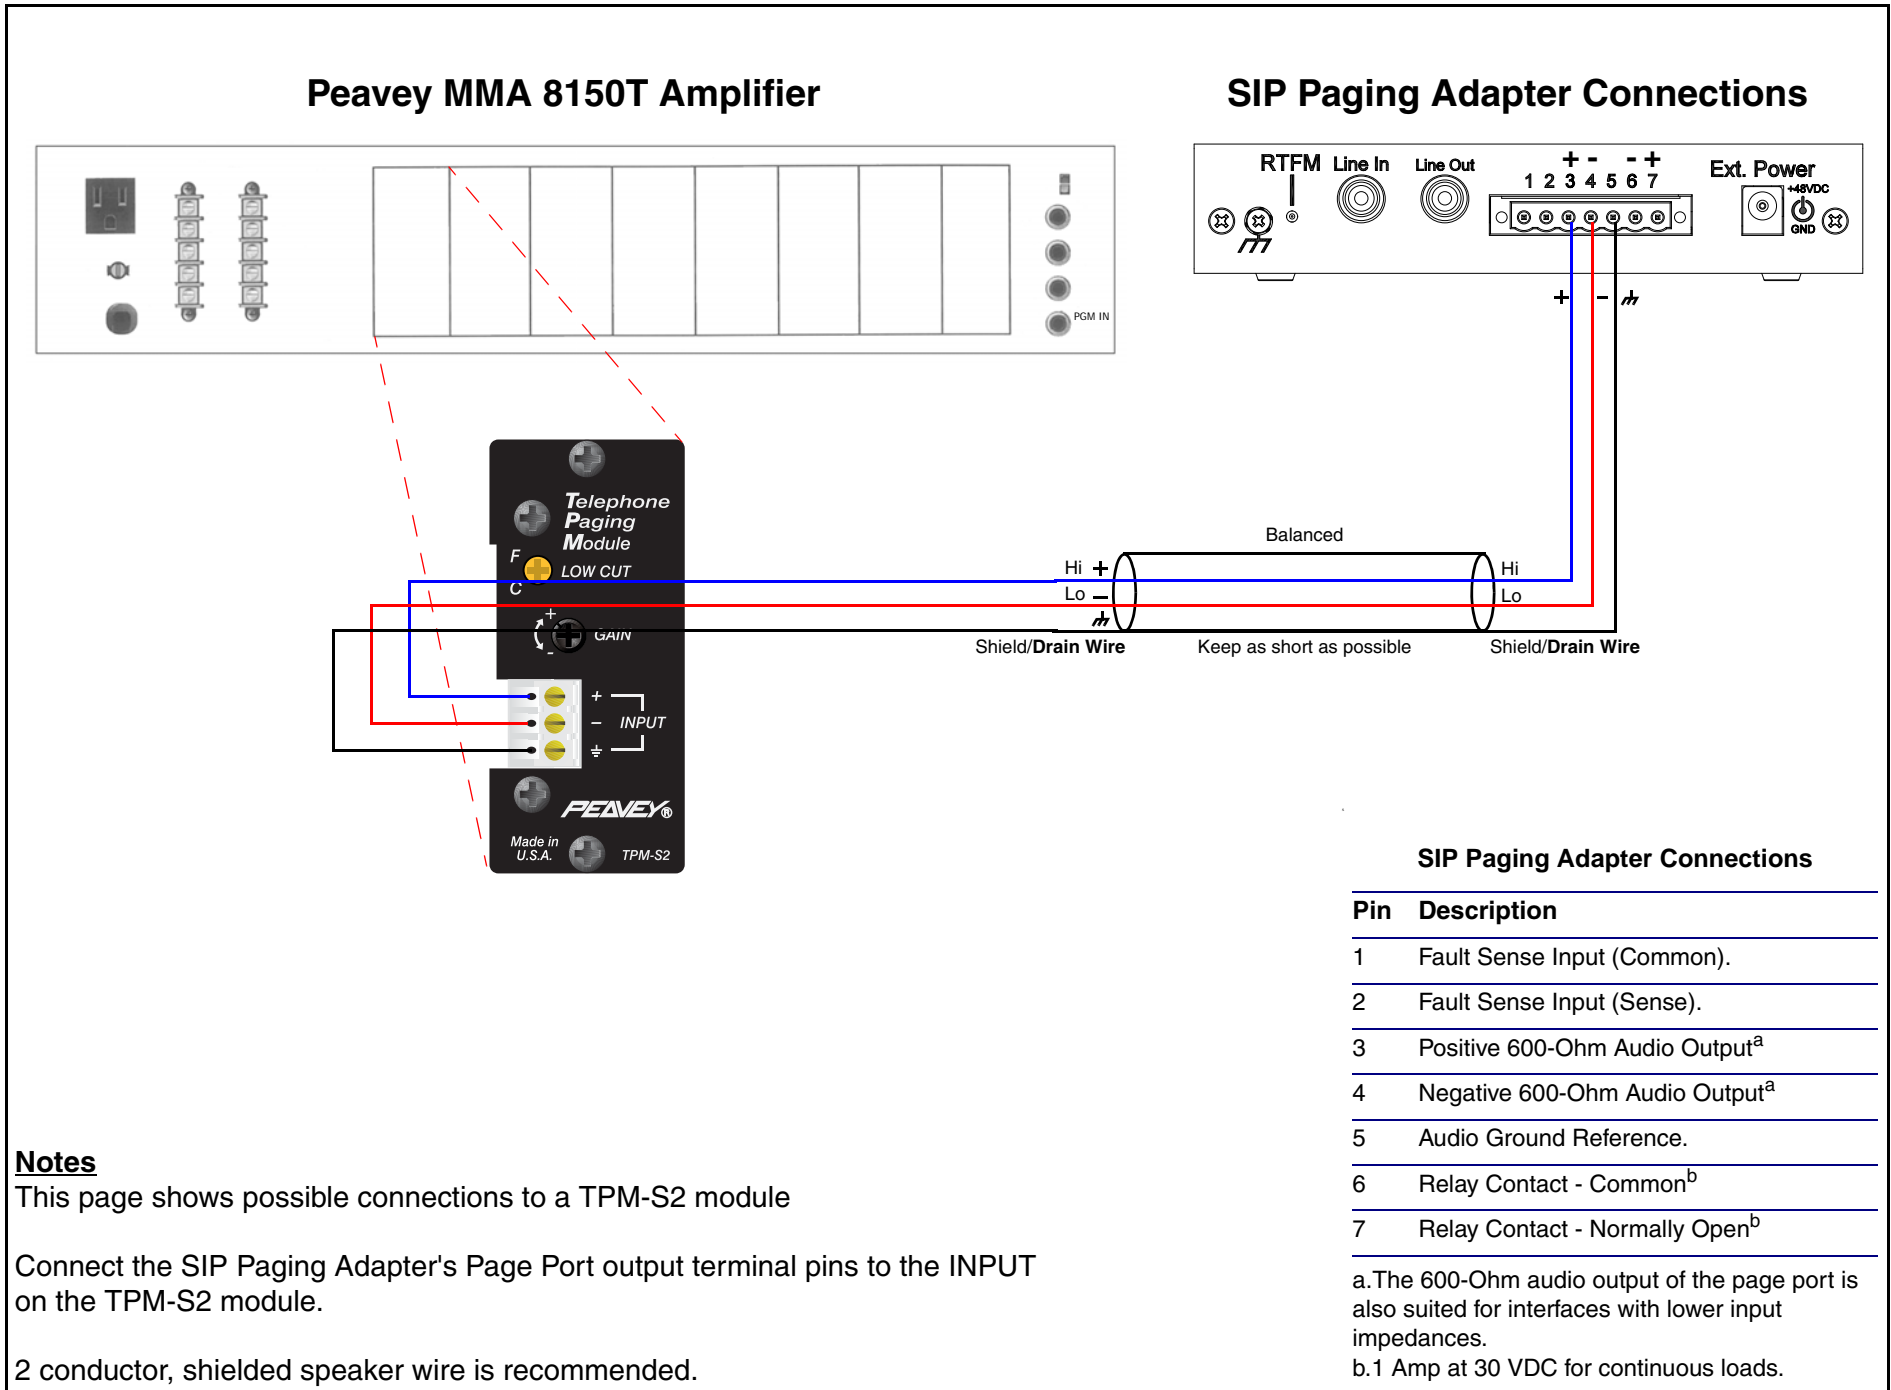 Peavey MMA 8150T Amplifier
PGM IN
SIP Paging Adapter Connections
RTFM
Line In
Line Out
+ - - +
1 2 3 4 5 6 7
Ext. Power
+48VDC
GND
+ -
Telephone
Paging
Module
F
LOW CUT
C
+
GAIN
-
+
- INPUT
PEAVEY®
Made in
U.S.A.
TPM-S2
Balanced
Hi +
Hi
Lo -
Lo
Shield/Drain Wire
Keep as short as possible
Shield/Drain Wire
SIP Paging Adapter Connections
Pin Description
1 Fault Sense Input (Common).
2 Fault Sense Input (Sense).
3 Positive 600-Ohm Audio Outputa
4 Negative 600-Ohm Audio Outputa
5 Audio Ground Reference.
6 Relay Contact - Commonb
7 Relay Contact - Normally Openb
a.The 600-Ohm audio output of the page port is
also suited for interfaces with lower input
impedances.
b.1 Amp at 30 VDC for continuous loads.
Notes
This page shows possible connections to a TPM-S2 module
Connect the SIP Paging Adapter's Page Port output terminal pins to the INPUT
on the TPM-S2 module.
2 conductor, shielded speaker wire is recommended.